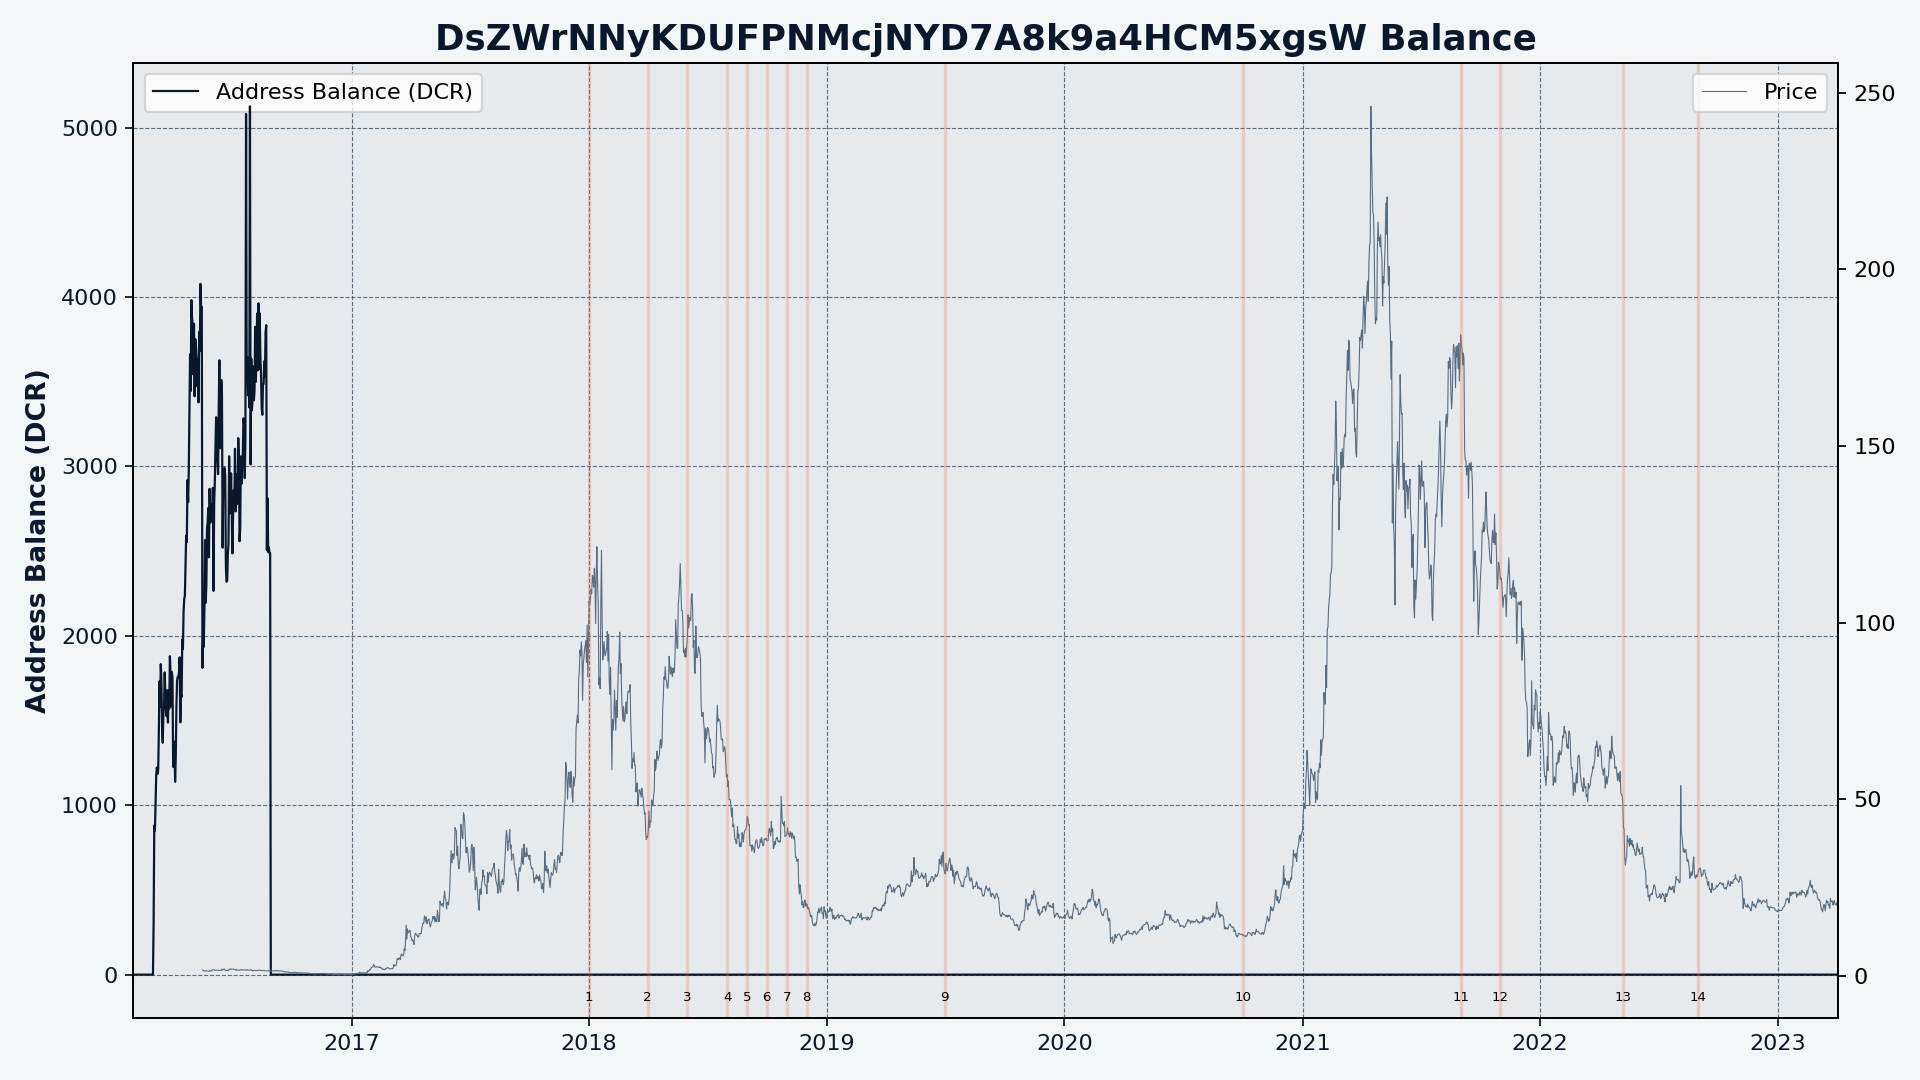 DsZWrNNyKDUFPNMcjNYD7A8k9a4HCM5xgsW Balance
Address Balance (DCR)
Price
Address Balance (DCR)
5000
4000
3000
2000
1000
0
250
200
150
100
50
0
1 2 3 4 5 6 7 8 9 10 11 12 13 14
2017 2018 2019 2020 2021 2022 2023